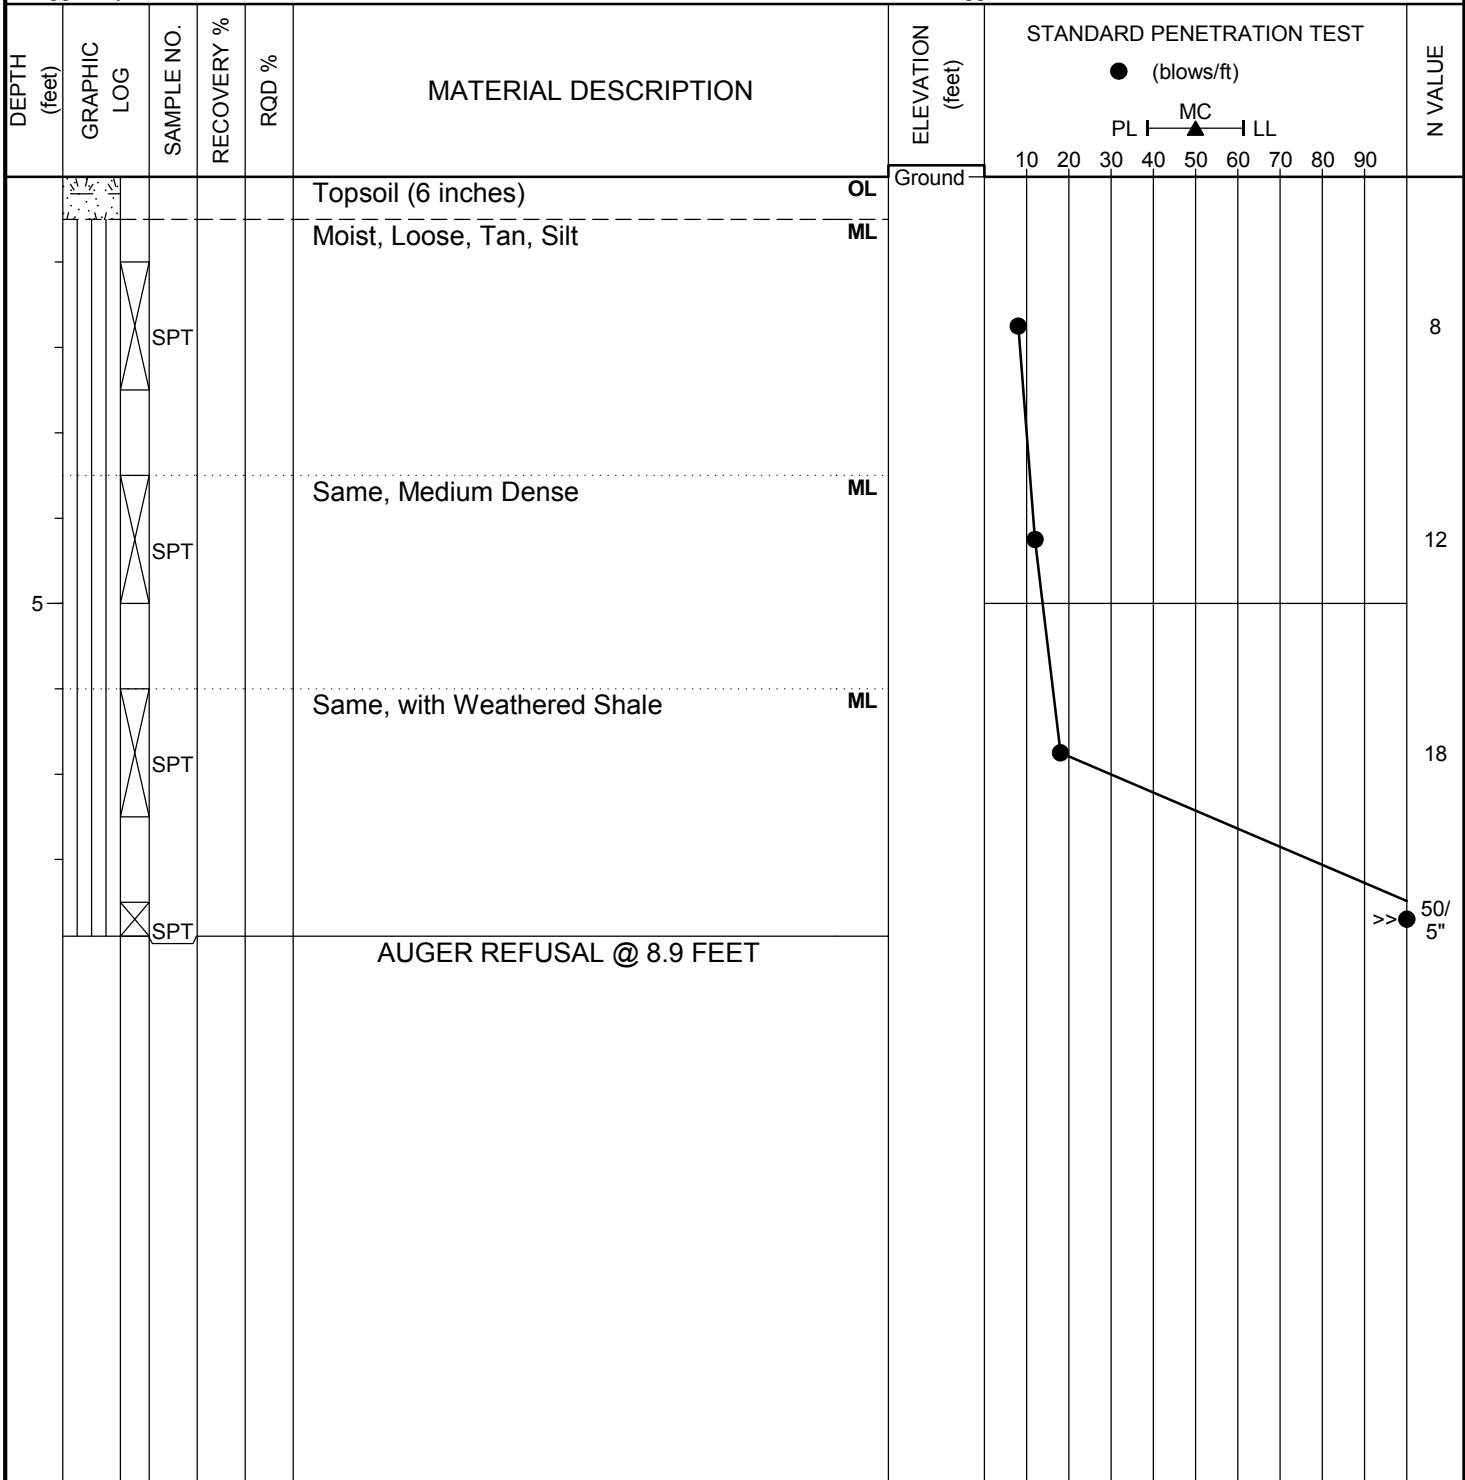 DEPTH
(feet)
GRAPHIC
LOG
SAMPLE NO.
RECOVERY %
RQD %
MATERIAL DESCRIPTION
ELEVATION
(feet)
STANDARD PENETRATION TEST
● (blows/ft)
MC
PL LL
10 20 30 40 50 60 70 80 90
N VALUE
Ground
Topsoil (6 inches) OL
Moist, Loose, Tan, Silt ML
SPT 8
Same, Medium Dense ML
SPT 12
5
Same, with Weathered Shale ML
SPT 18
SPT >> 50/
5"
AUGER REFUSAL @ 8.9 FEET